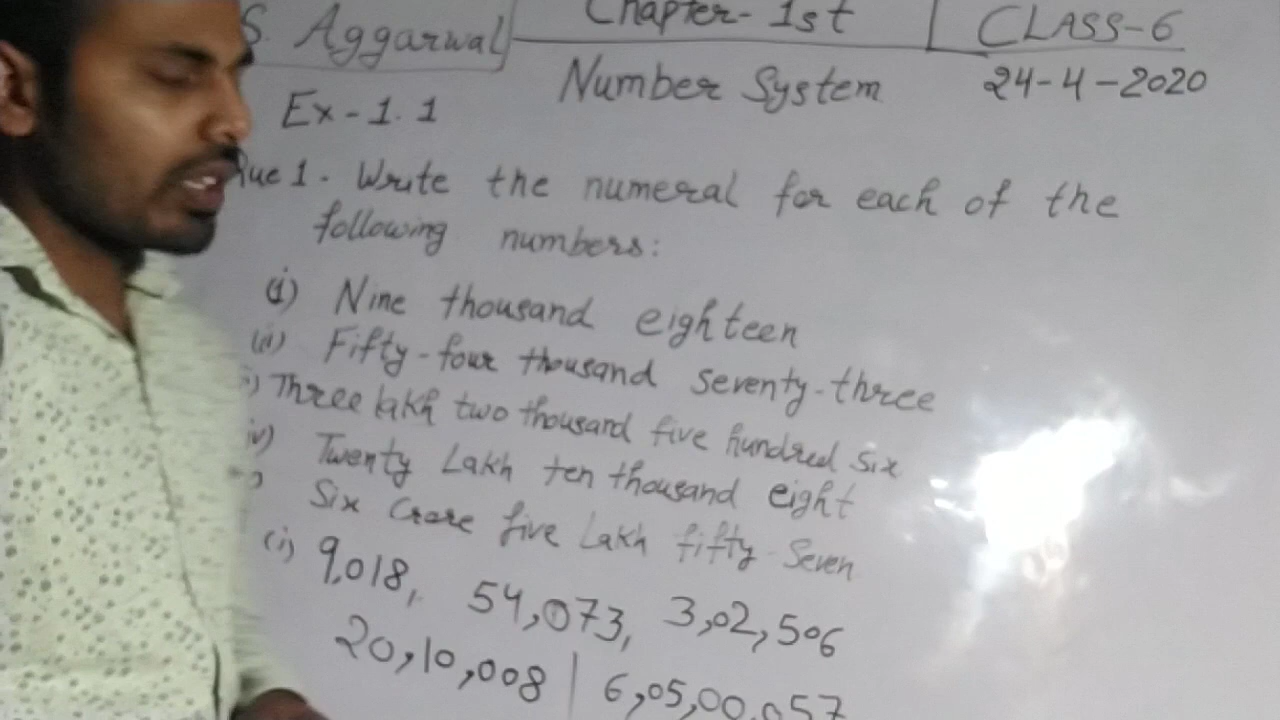 S. Aggarwal
Chapter- 1st
CLASS-6
Number System
24-4-2020
Ex-1.1
Que 1. Write the numeral for each of the
following numbers:
(i) Nine thousand eighteen
(ii) Fifty-four thousand seventy-three
Three lakh two thousand five hundred six
iv) Twenty Lakh ten thousand eight
Six Crore five Lakh fifty-Seven
(i) 9,018, 54,073, 3,02,506
20,10,008 | 6,05,00,057